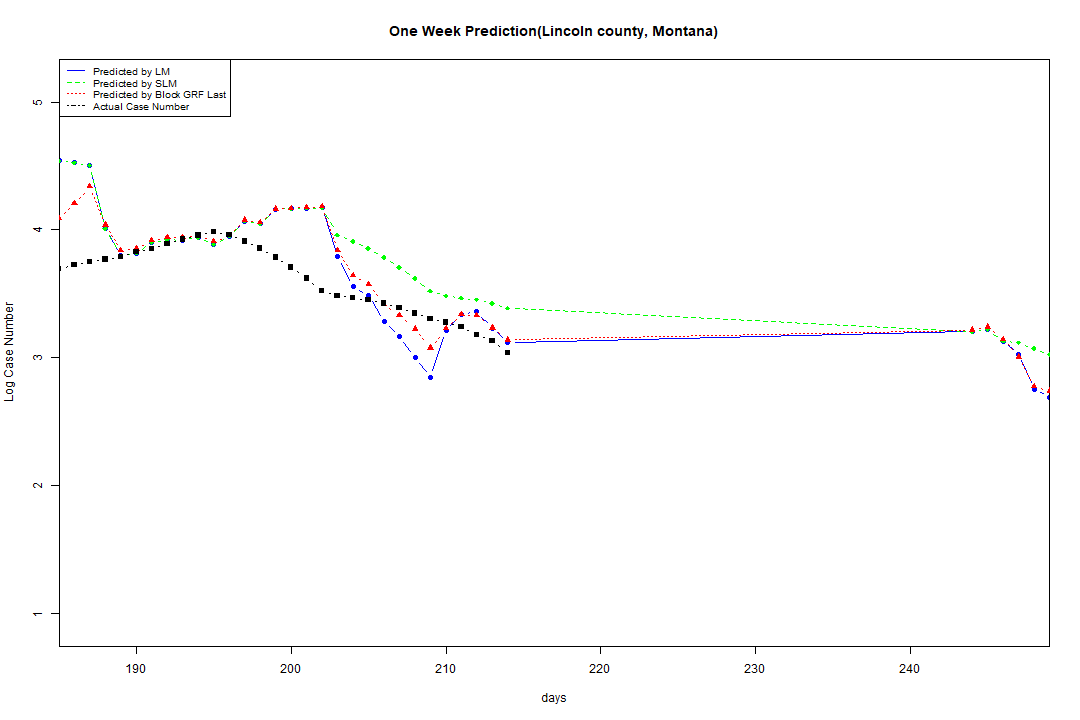 One Week Prediction(Lincoln county, Montana)
Predicted by LM
Predicted by SLM
Predicted by Block GRF Last
Actual Case Number
5
4
3
2
1
Log Case Number
190 200 210 220 230 240
days